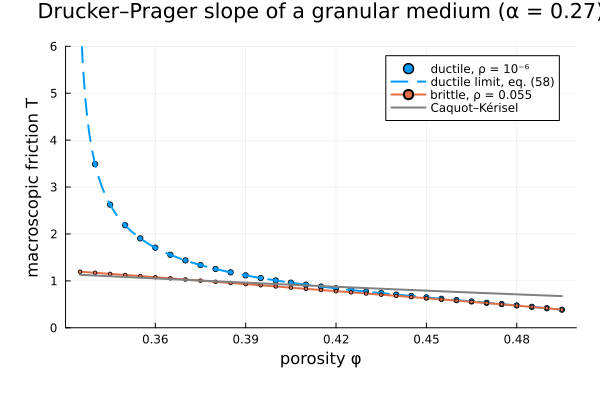 Drucker–Prager slope of a granular medium (α = 0.27)
macroscopic friction T
6
5
4
3
2
1
0
ductile, ρ = 10⁻⁶
ductile limit, eq. (58)
brittle, ρ = 0.055
Caquot–Kérisel
0.36
0.39
0.42
0.45
0.48
porosity φ